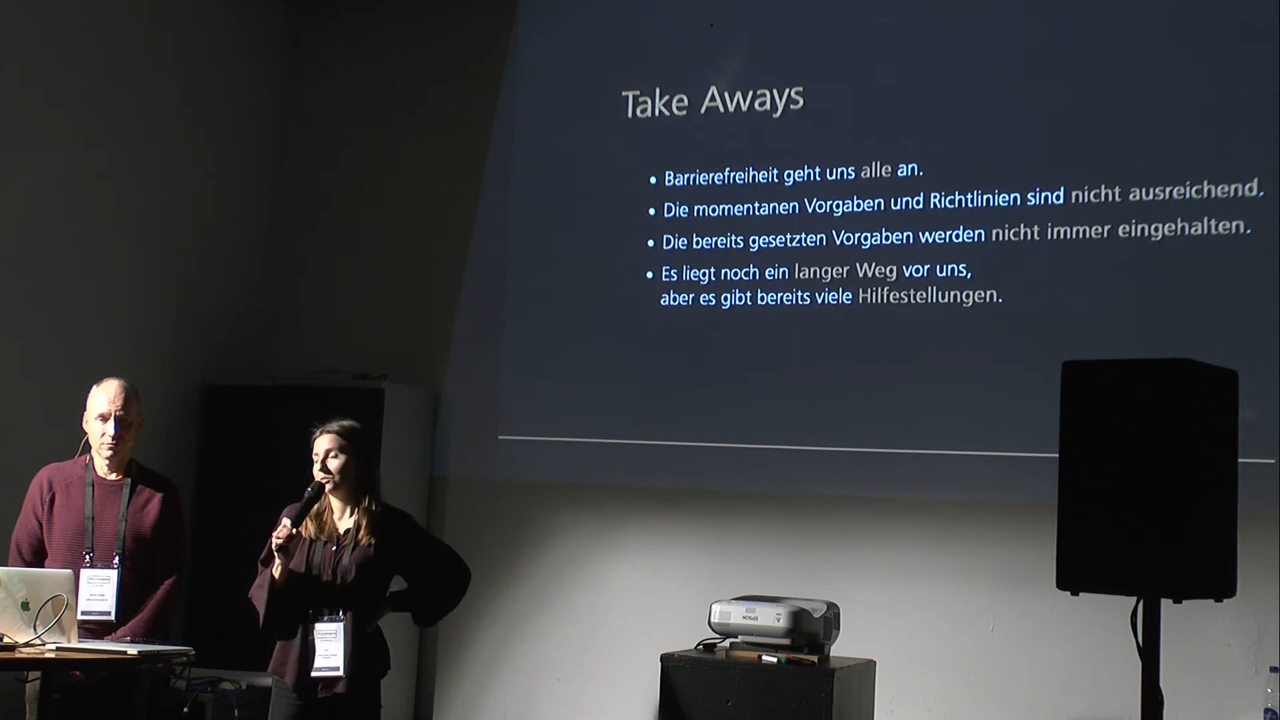 Take Aways
• Barrierefreiheit geht uns alle an.
• Die momentanen Vorgaben und Richtlinien sind nicht ausreichend.
• Die bereits gesetzten Vorgaben werden nicht immer eingehalten.
• Es liegt noch ein langer Weg vor uns,
aber es gibt bereits viele Hilfestellungen.
EPSON